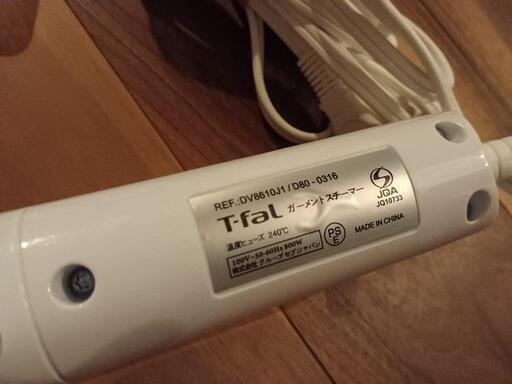 REF.:DV8610J1/D80-0316
T-faL ガーメントスチーマー
温度ヒューズ 240℃
100V~50-60Hz 800W
株式会社 グループセブジャパン
PS
E
JQA
JQ10733
MADE IN CHINA